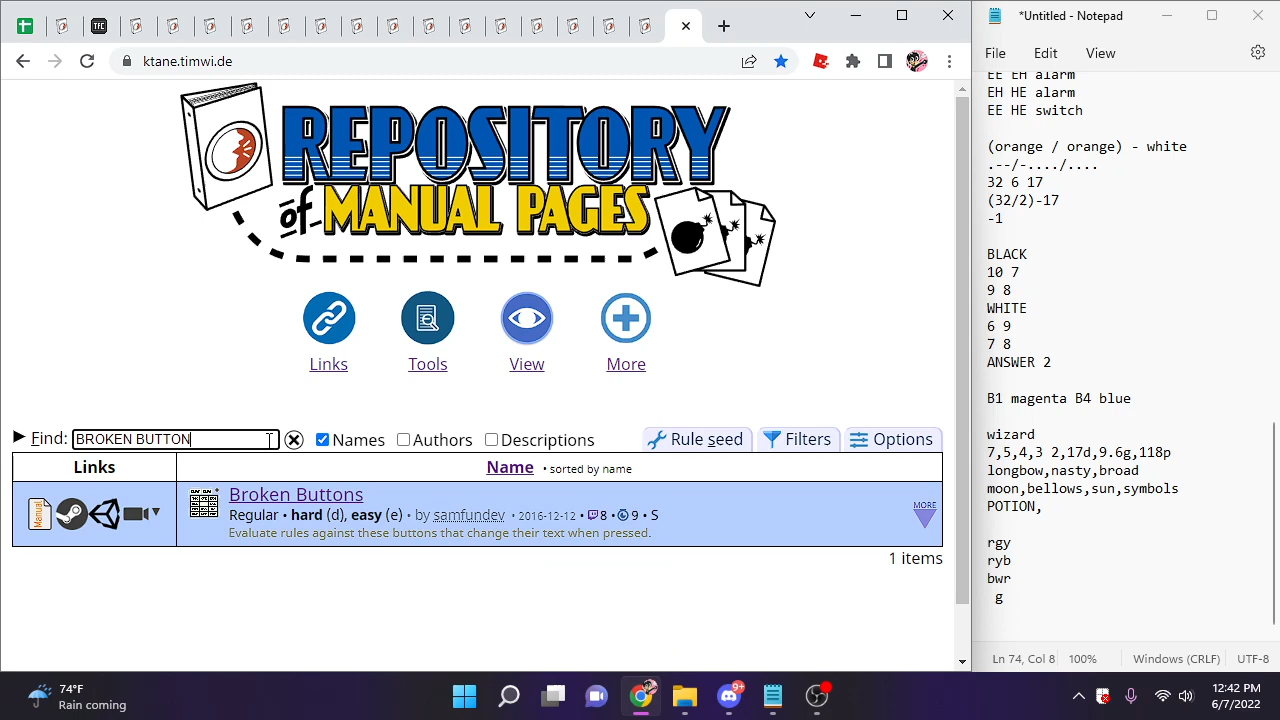 TFC
*Untitled - Notepad
ktane.timwi.de
File Edit View
EE EH alarm
EH HE alarm
EE HE switch
(orange / orange) - white
.--/-..../....
32 6 17
(32/2)-17
-1
BLACK
10 7
9 8
WHITE
6 9
7 8
ANSWER 2
B1 magenta B4 blue
wizard
7,5,4,3 2,17d,9.6g,118p
longbow,nasty,broad
moon,bellows,sun,symbols
POTION,
rgy
ryb
bwr
g
Ln 74, Col 8 100% Windows (CRLF) UTF-8
REPOSITORY
of MANUAL PAGES
Links Tools View More
Find: BROKEN BUTTON Names Authors Descriptions Rule seed Filters Options
Links Name • sorted by name
Manual Broken Buttons
Regular • hard (d), easy (e) • by samfundev • 2016-12-12 • 8 • 9 • S
MORE
Evaluate rules against these buttons that change their text when pressed.
1 items
74°F
Rain coming
9+
12:42 PM
6/7/2022